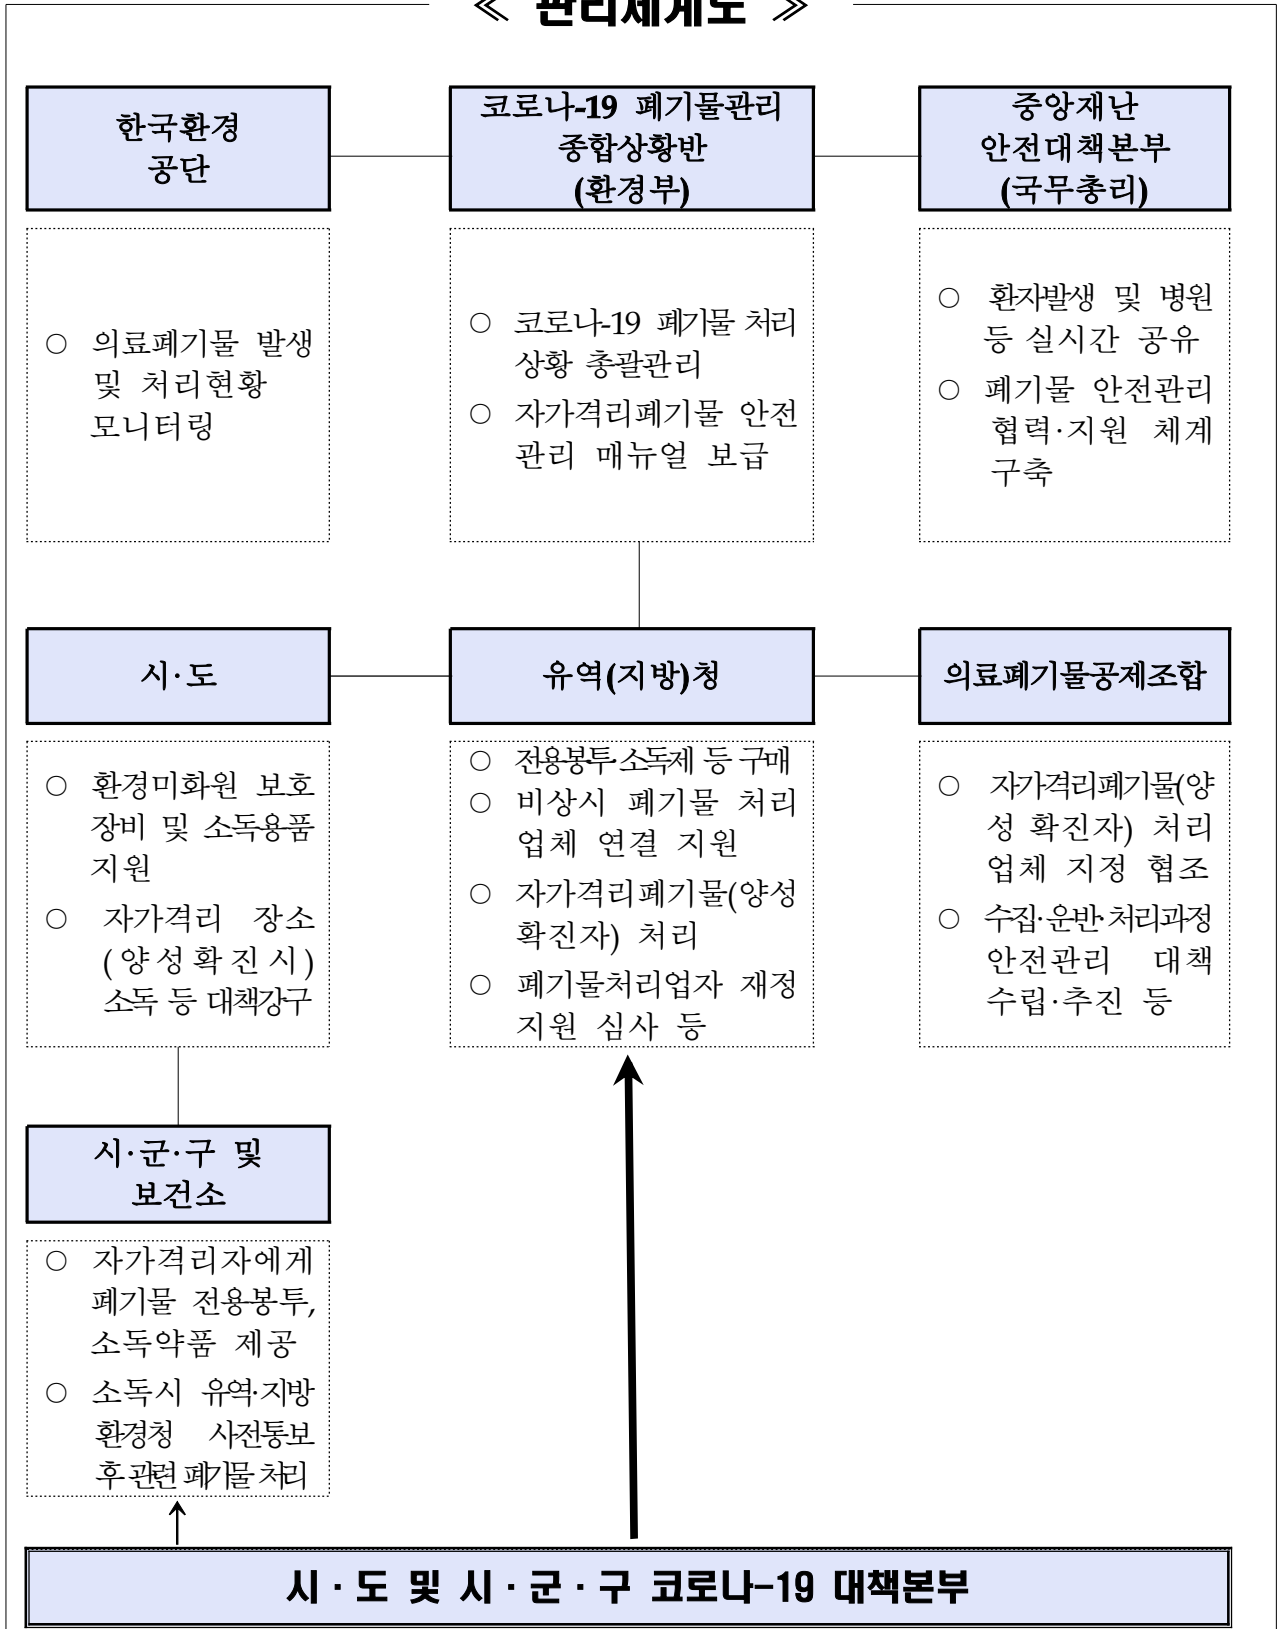 ≪ 관리체계도 ≫
한국환경
공단
코로나-19 폐기물관리
종합상황반
(환경부)
중앙재난
안전대책본부
(국무총리)
○ 의료폐기물 발생
및 처리현황
모니터링
○ 코로나-19 폐기물 처리
상황 총괄관리
○ 자가격리폐기물 안전
관리 매뉴얼 보급
○ 환자발생 및 병원
등 실시간 공유
○ 폐기물 안전관리
협력·지원 체계
구축
시·도
유역(지방)청
의료폐기물공제조합
○ 환경미화원 보호
장비 및 소독용품
지원
○ 자가격리 장소
(양성확진시)
소독 등 대책강구
○ 전용봉투·소독제 등 구매
○ 비상시 폐기물 처리
업체 연결 지원
○ 자가격리폐기물(양성
확진자) 처리
○ 폐기물처리업자 재정
지원 심사 등
○ 자가격리폐기물(양
성 확진자) 처리
업체 지정 협조
○ 수집·운반·처리과정
안전관리 대책
수립·추진 등
시·군·구 및
보건소
○ 자가격리자에게
폐기물 전용봉투,
소독약품 제공
○ 소독시 유역·지방
환경청 사전통보
후 관련 폐기물 처리
시·도 및 시·군·구 코로나-19 대책본부